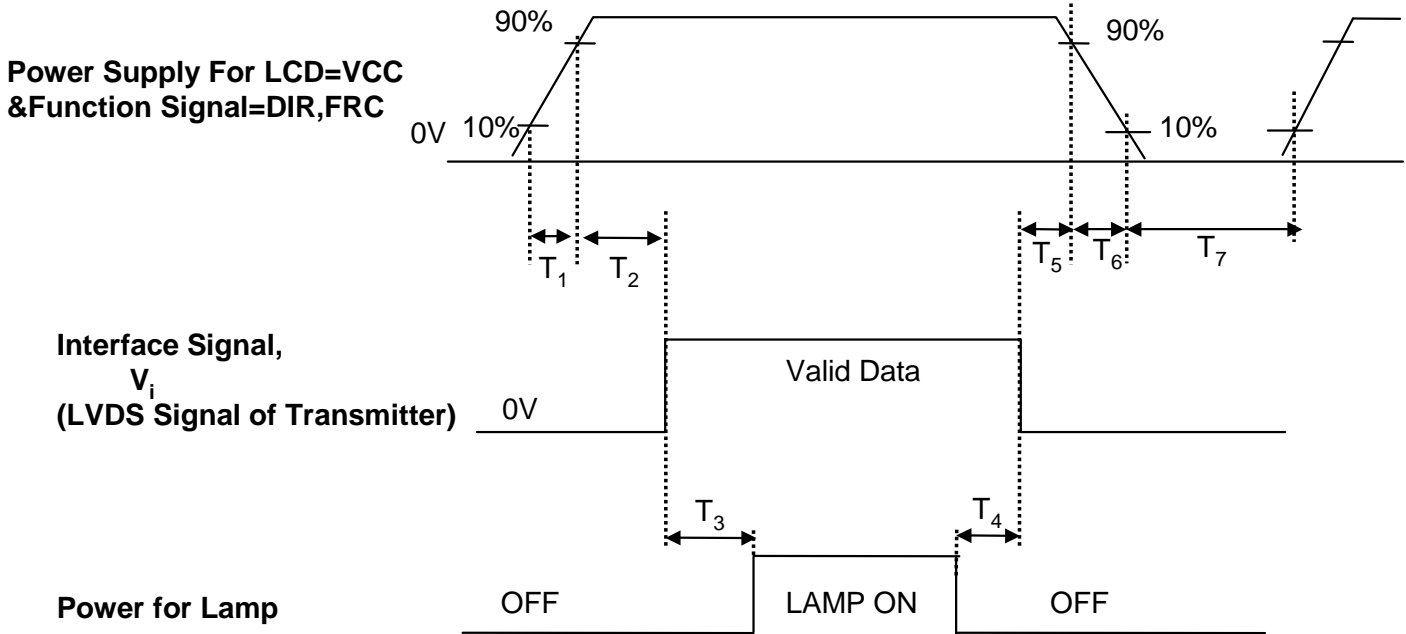 90%
90%
Power Supply For LCD=VCC
&Function Signal=DIR,FRC
0V
10%
10%
T1
T2
T5
T6
T7
Interface Signal,
Vi
(LVDS Signal of Transmitter)
0V
Valid Data
T3
T4
Power for Lamp
OFF
LAMP ON
OFF